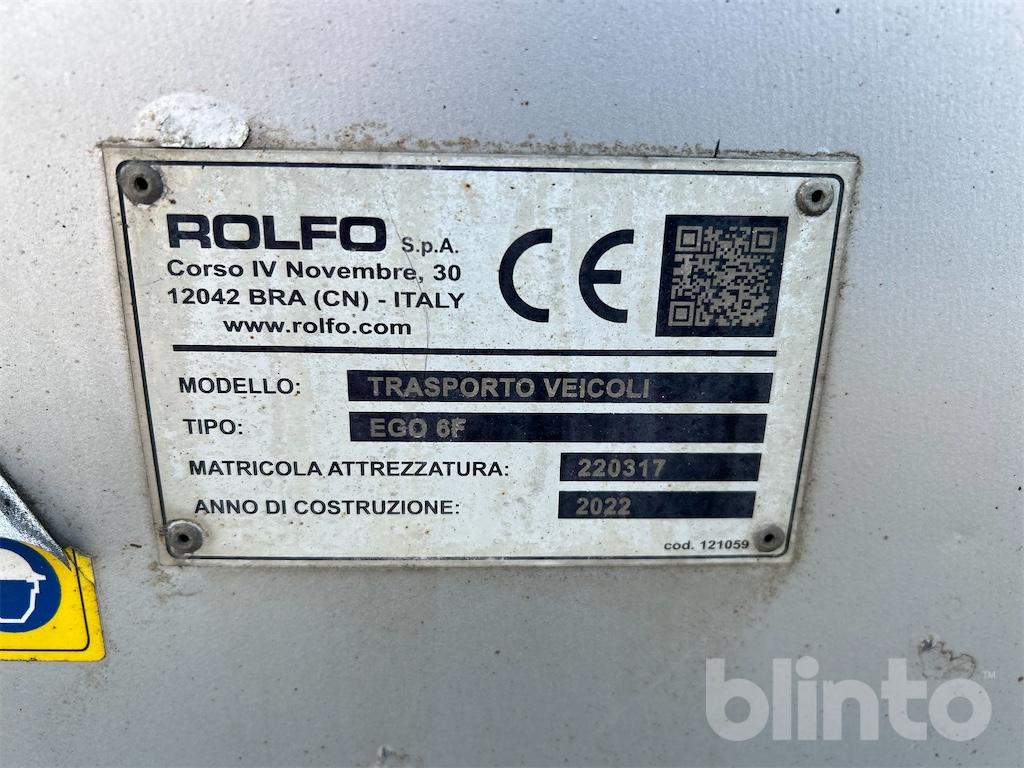 ROLFO S.p.A.
Corso IV Novembre, 30
12042 BRA (CN) - ITALY
www.rolfo.com
CE
MODELLO: TRASPORTO VEICOLI
TIPO: EGO 6F
MATRICOLA ATTREZZATURA: 220317
ANNO DI COSTRUZIONE: 2022
cod. 121059
blinto™